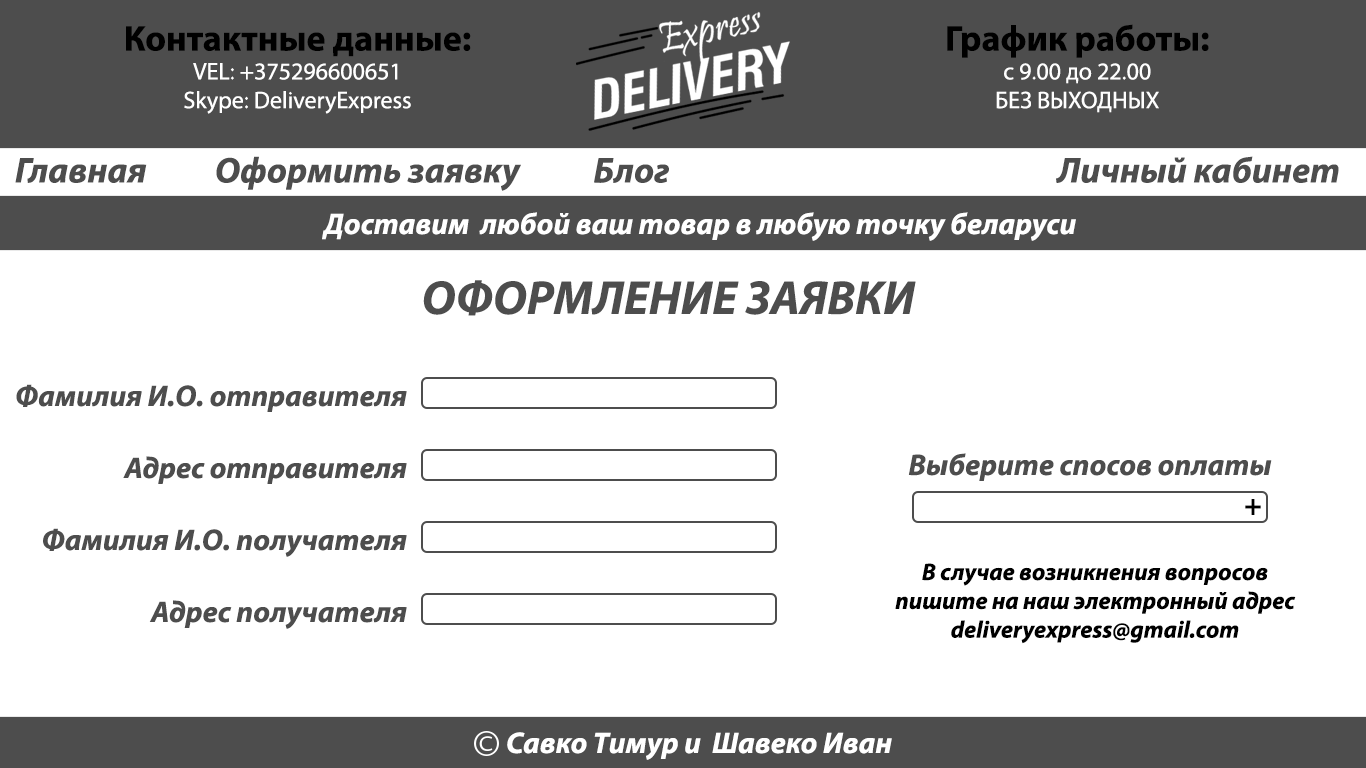 Контактные данные:
VEL: +375296600651
Skype: DeliveryExpress
Express
DELIVERY
График работы:
с 9.00 до 22.00
БЕЗ ВЫХОДНЫХ
Главная Оформить заявку Блог Личный кабинет
Доставим любой ваш товар в любую точку беларуси
ОФОРМЛЕНИЕ ЗАЯВКИ
Фамилия И.О. отправителя
Адрес отправителя
Фамилия И.О. получателя
Адрес получателя
Выберите способ оплаты
+
В случае возникнения вопросов
пишите на наш электронный адрес
deliveryexpress@gmail.com
© Савко Тимур и Шавеко Иван